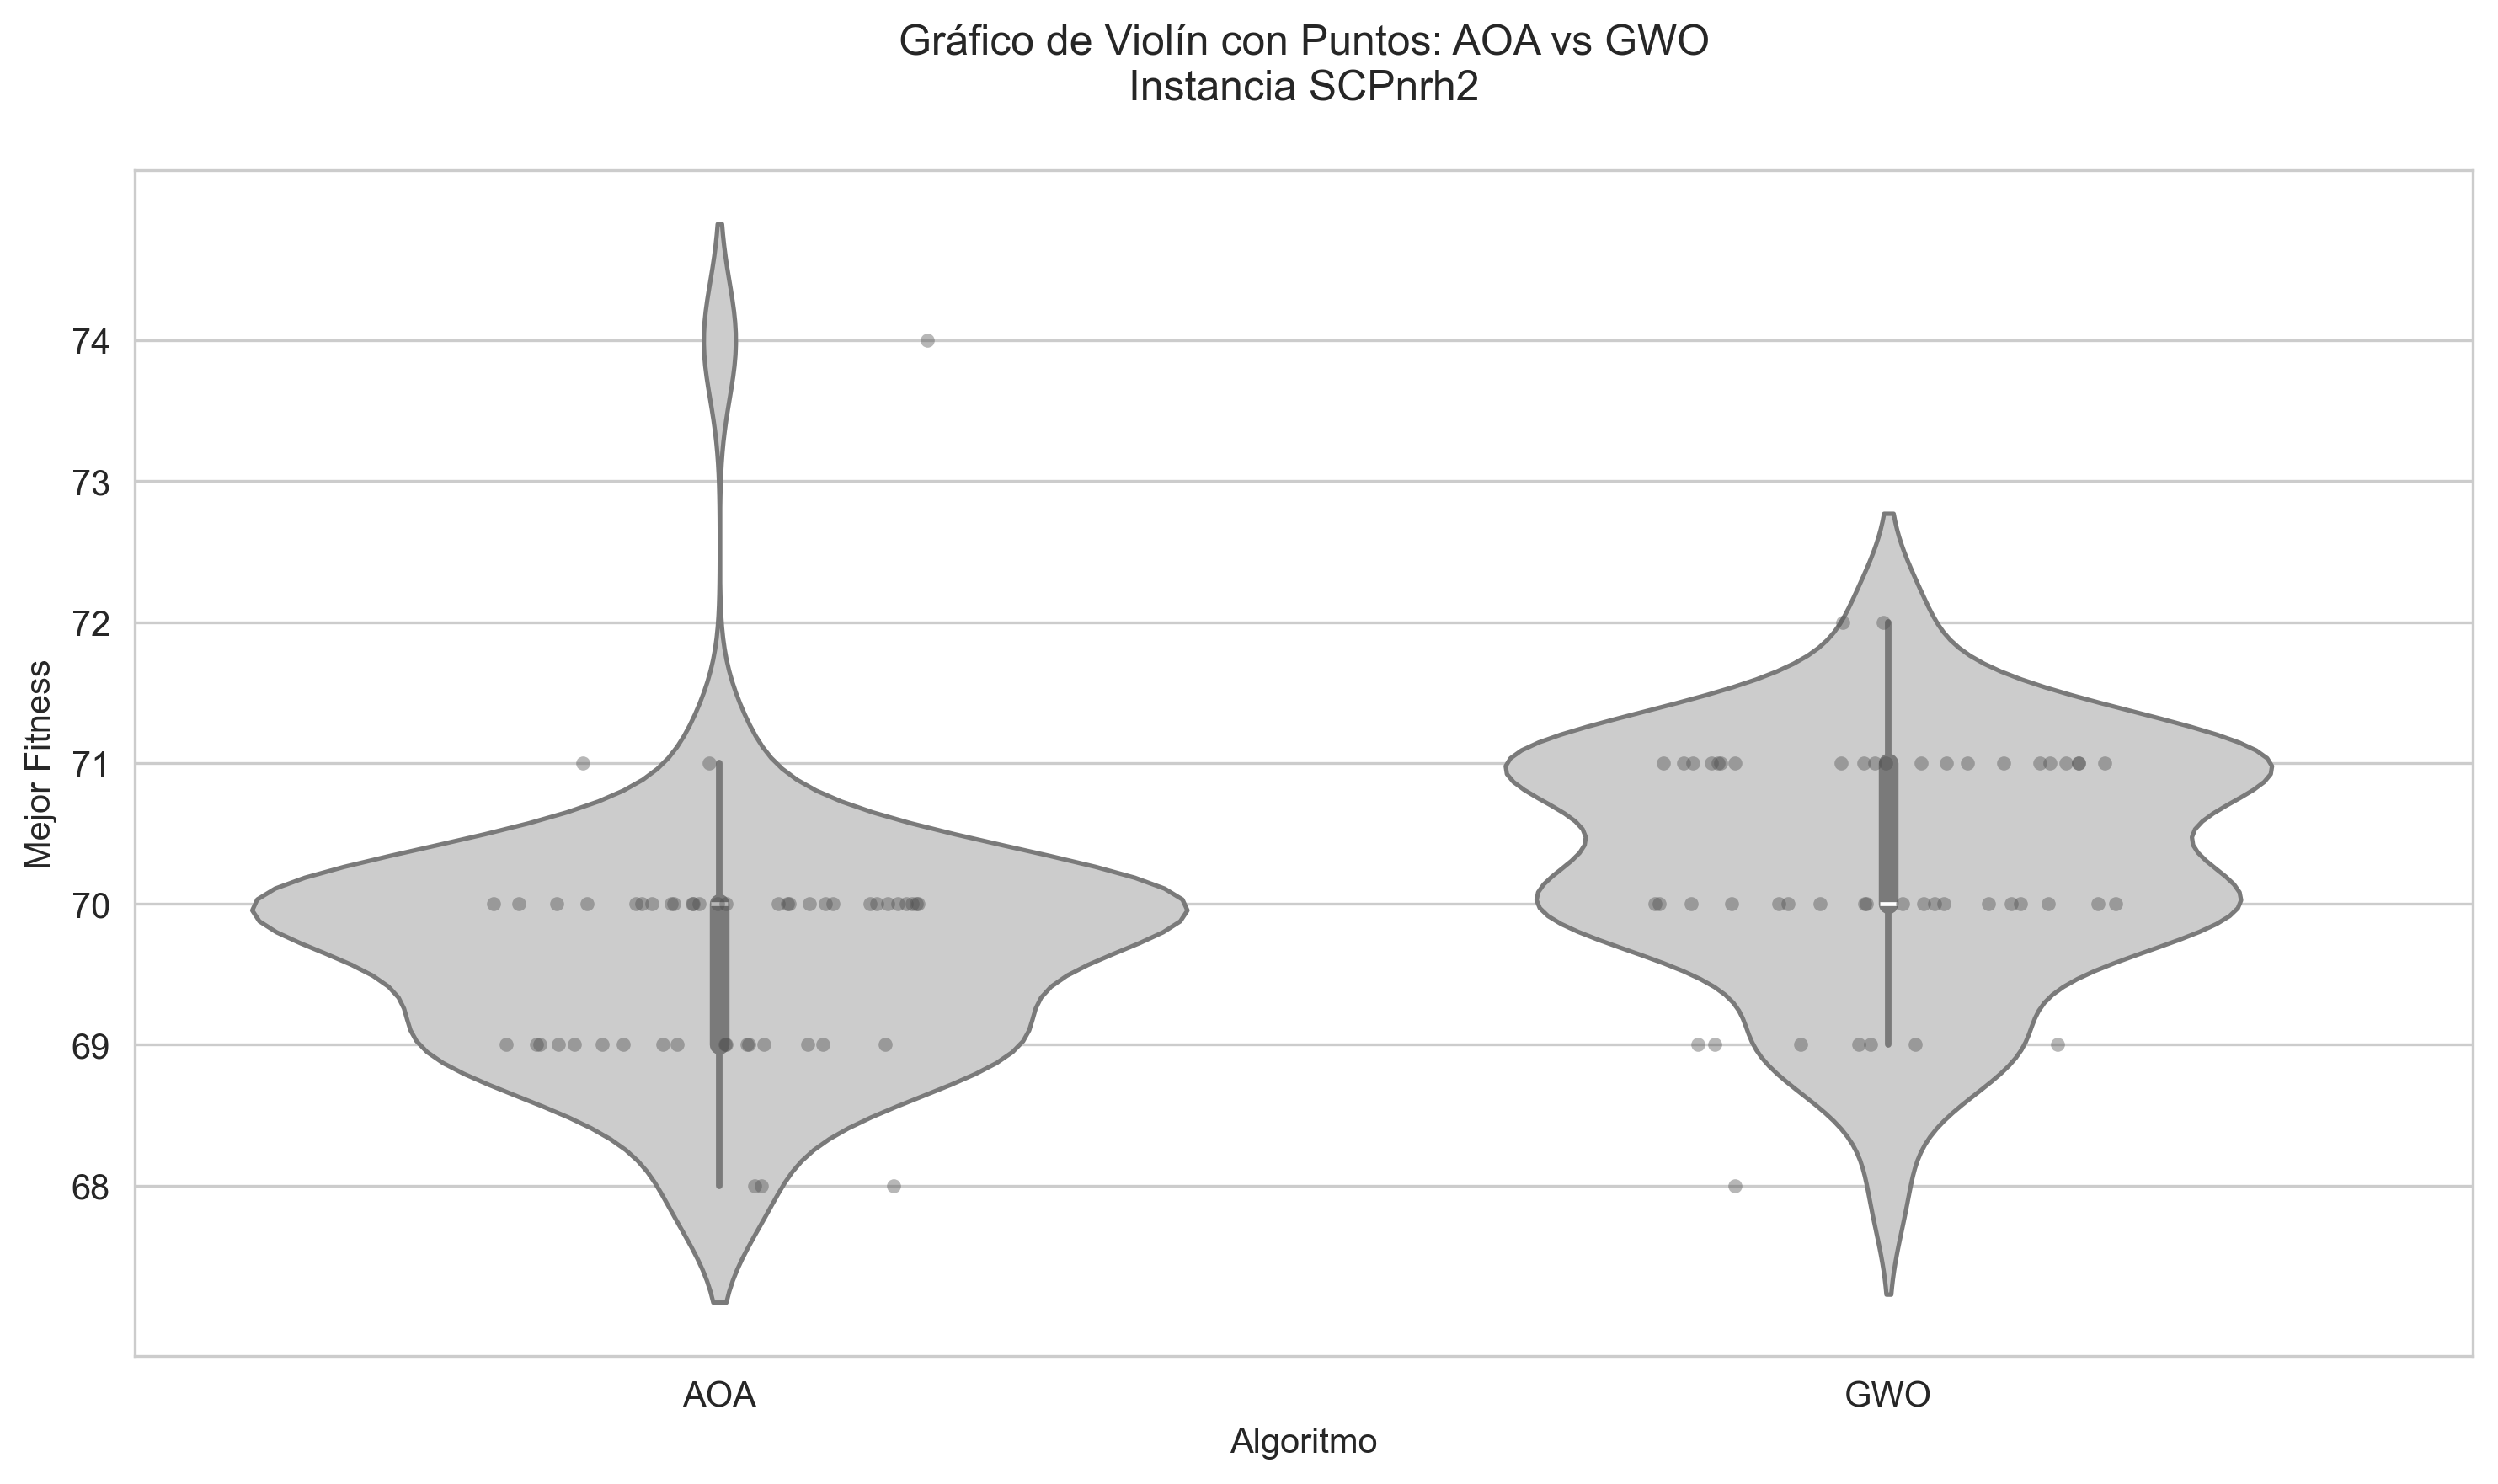 Gráfico de Violín con Puntos: AOA vs GWO
Instancia SCPnrh2
Mejor Fitness
74
73
72
71
70
69
68
AOA
GWO
Algoritmo